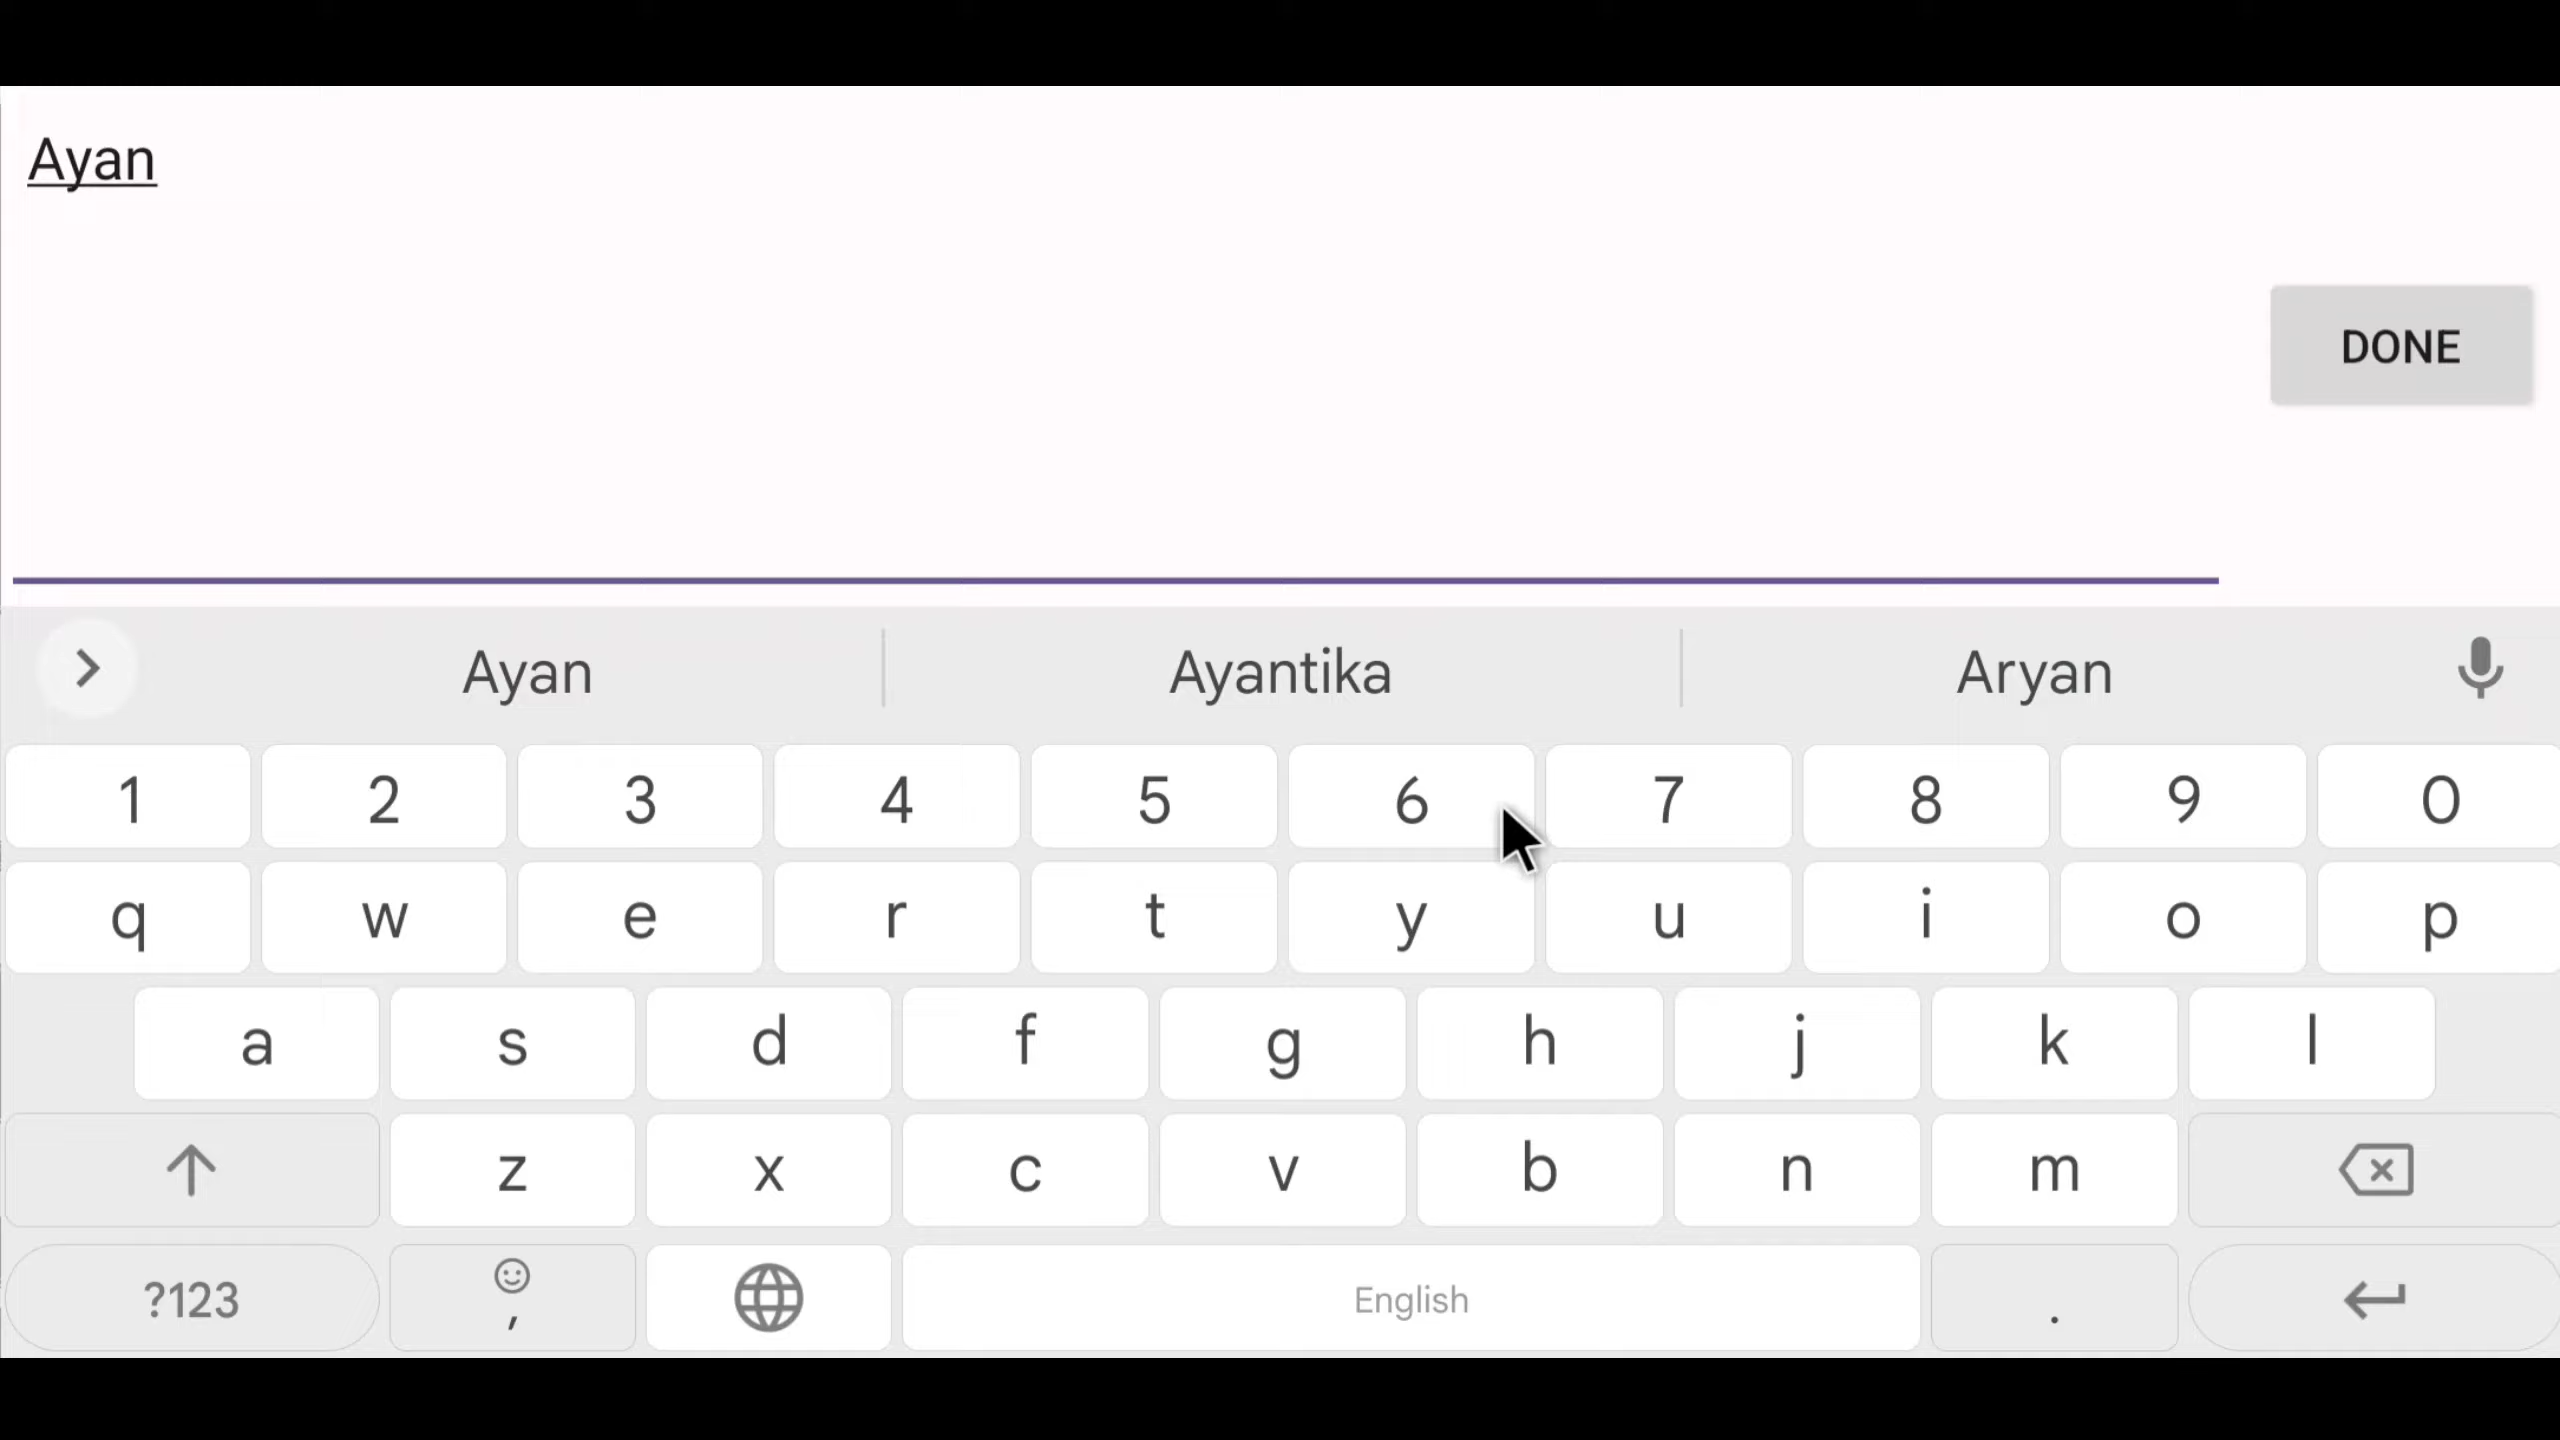 Ayan
DONE
Ayan Ayantika Aryan
1 2 3 4 5 6 7 8 9 0
q w e r t y u i o p
a s d f g h j k l
z x c v b n m
?123 , English .